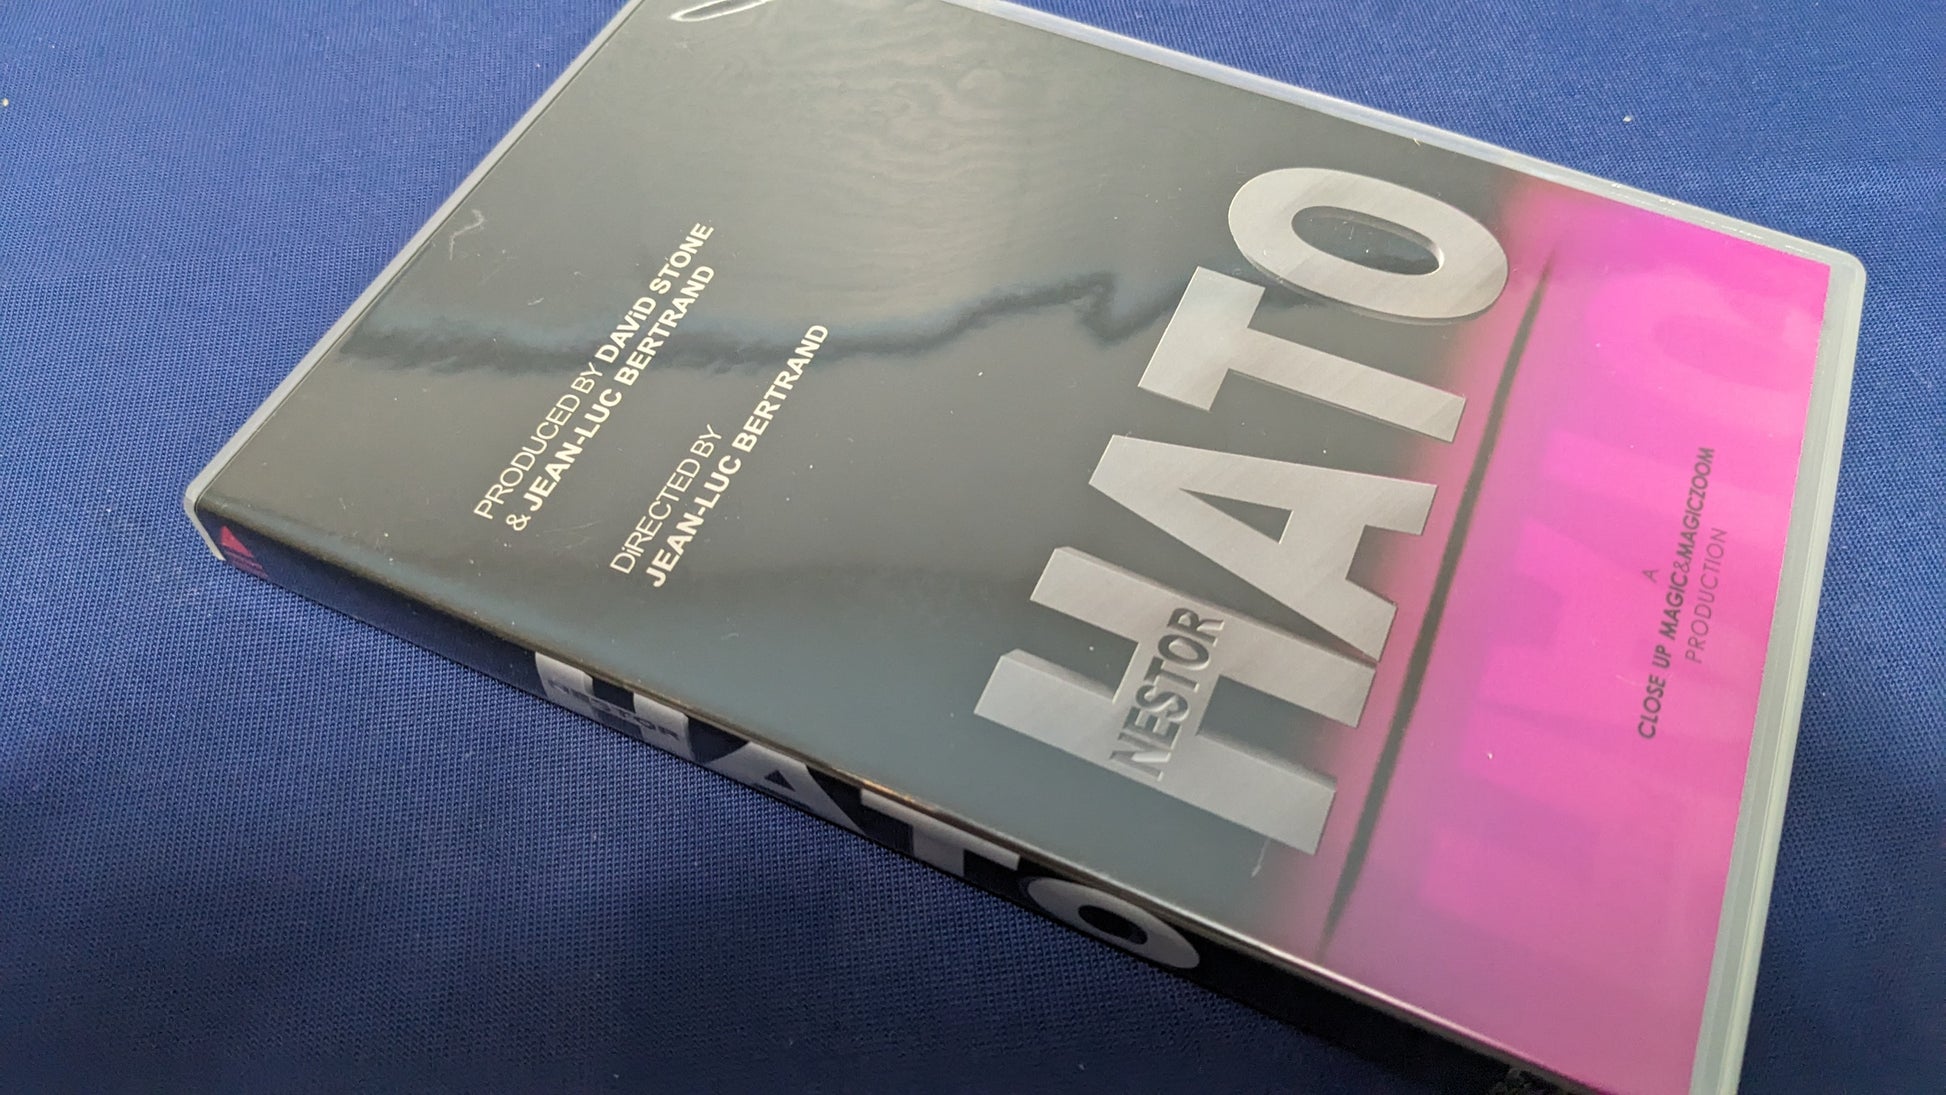 PRODUCED BY DAViD STONE
& JEAN-LUC BERTRAND
DiRECTED BY
JEAN-LUC BERTRAND
HATO
NESTOR
A
CLOSE UP MAGIC&MAGICZOOM
PRODUCTION
HATO
NESTOR